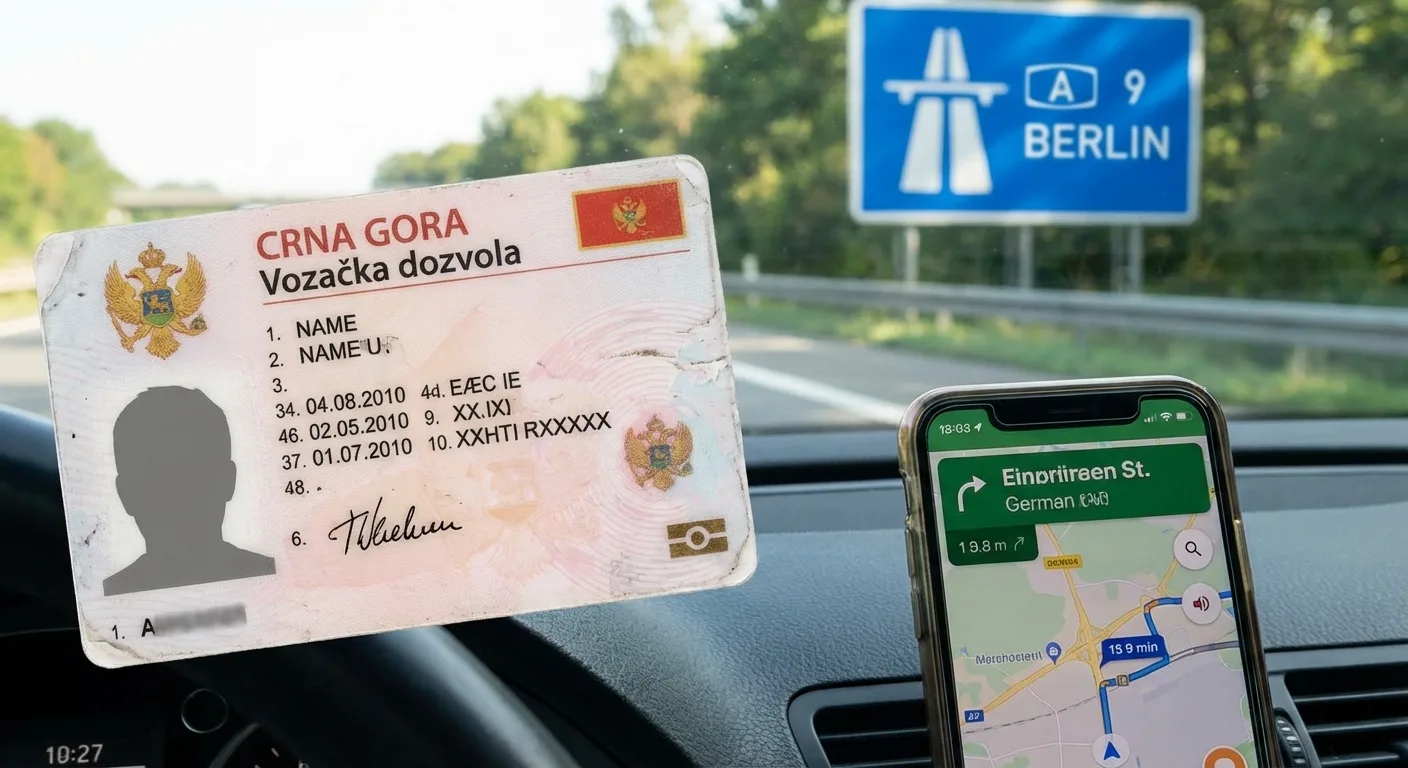 A 9
BERLIN
CRNA GORA
Vozačka dozvola
1. NAME
2. NAME U.
3.
34. 04.08.2010 4d. EÆC IE
46. 02.05.2010 9. XX.IXI
37. 01.07.2010 10. XXHTI RXXXXX
48. .
6.
1. A
18:03
St.
German
19.8 m
15 9 min
10:27